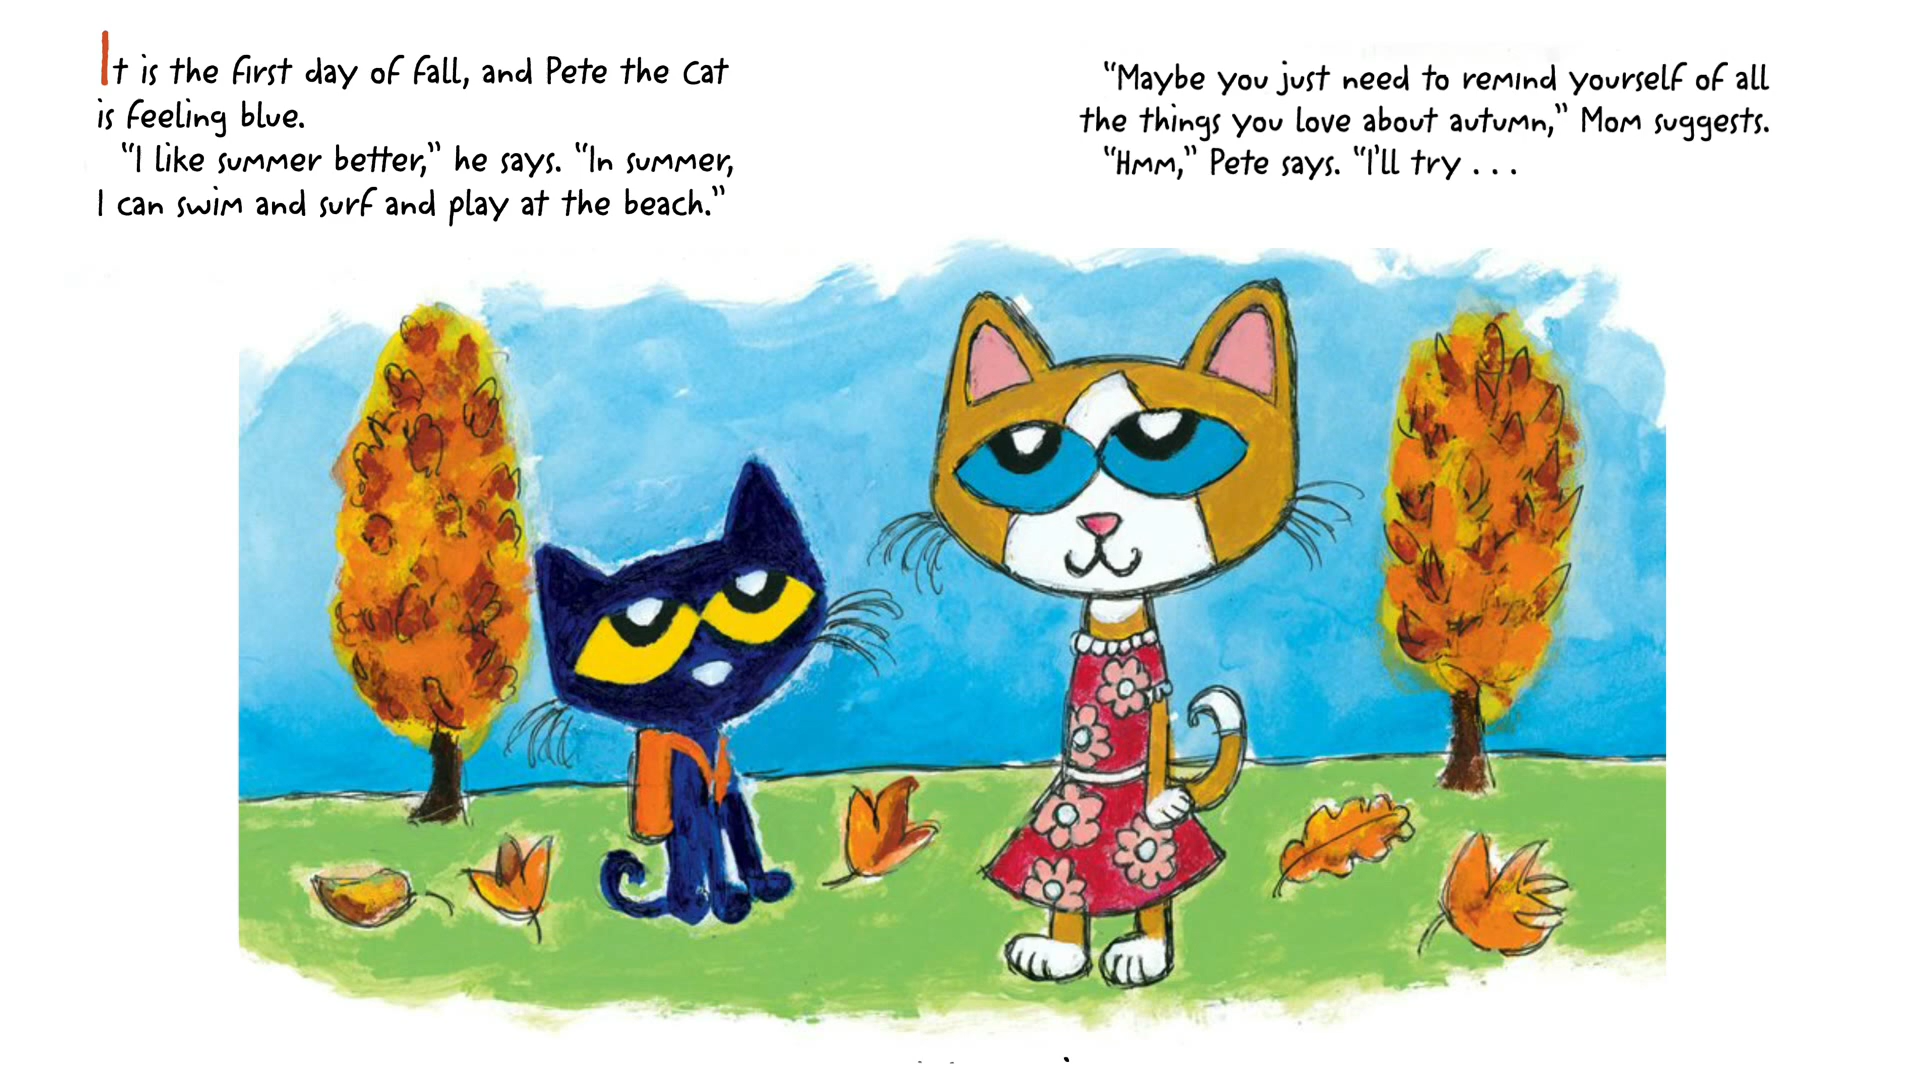 It is the first day of fall, and Pete the Cat
is feeling blue.
“I like summer better,” he says. “In summer,
I can swim and surf and play at the beach.”
“Maybe you just need to remind yourself of all
the things you love about autumn,” Mom suggests.
“Hmm,” Pete says. “I’ll try . . .